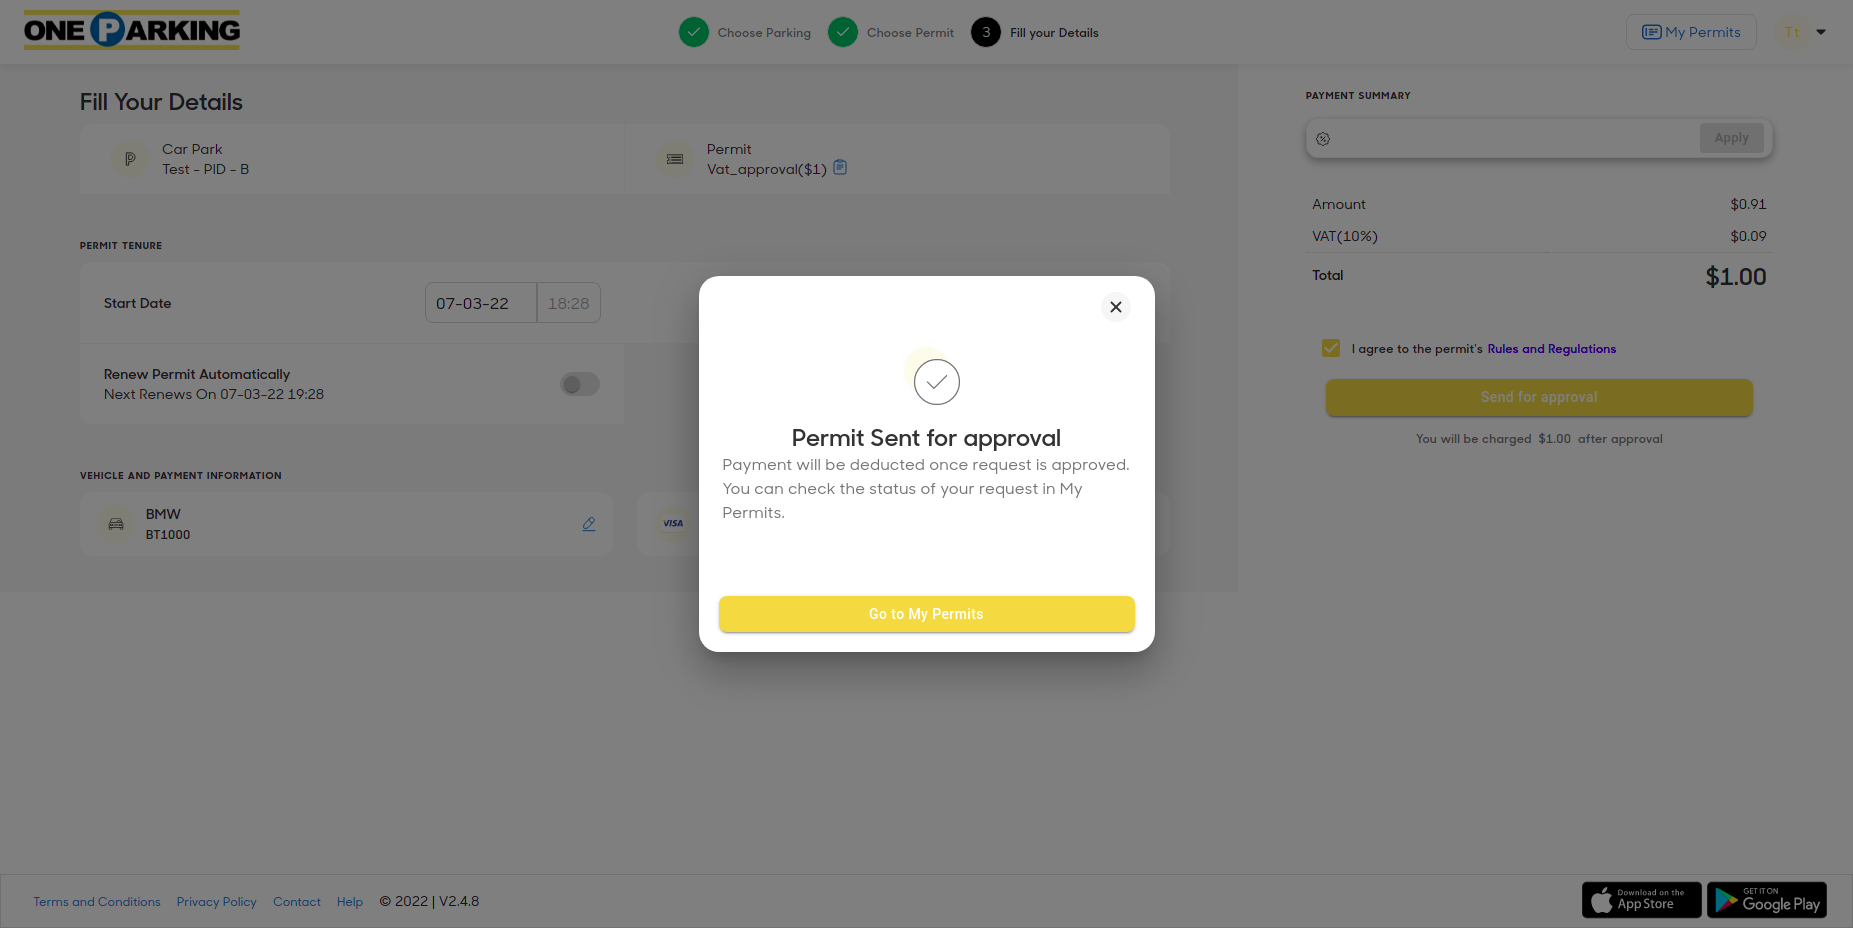 ONE PARKING
Choose Parking
Choose Permit
3 Fill your Details
My Permits
Tt
Fill Your Details
Car Park
Test - PID - B
Permit
Vat_approval($1)
PERMIT TENURE
Start Date
07-03-22 18:28
Renew Permit Automatically
Next Renews On 07-03-22 19:28
VEHICLE AND PAYMENT INFORMATION
BMW
BT1000
VISA
PAYMENT SUMMARY
Apply
Amount $0.91
VAT(10%) $0.09
Total $1.00
I agree to the permit's Rules and Regulations
Send for approval
You will be charged $1.00 after approval
Permit Sent for approval
Payment will be deducted once request is approved.
You can check the status of your request in My
Permits.
Go to My Permits
Terms and Conditions Privacy Policy Contact Help © 2022 | V2.4.8
Download on the
App Store
GET IT ON
Google Play